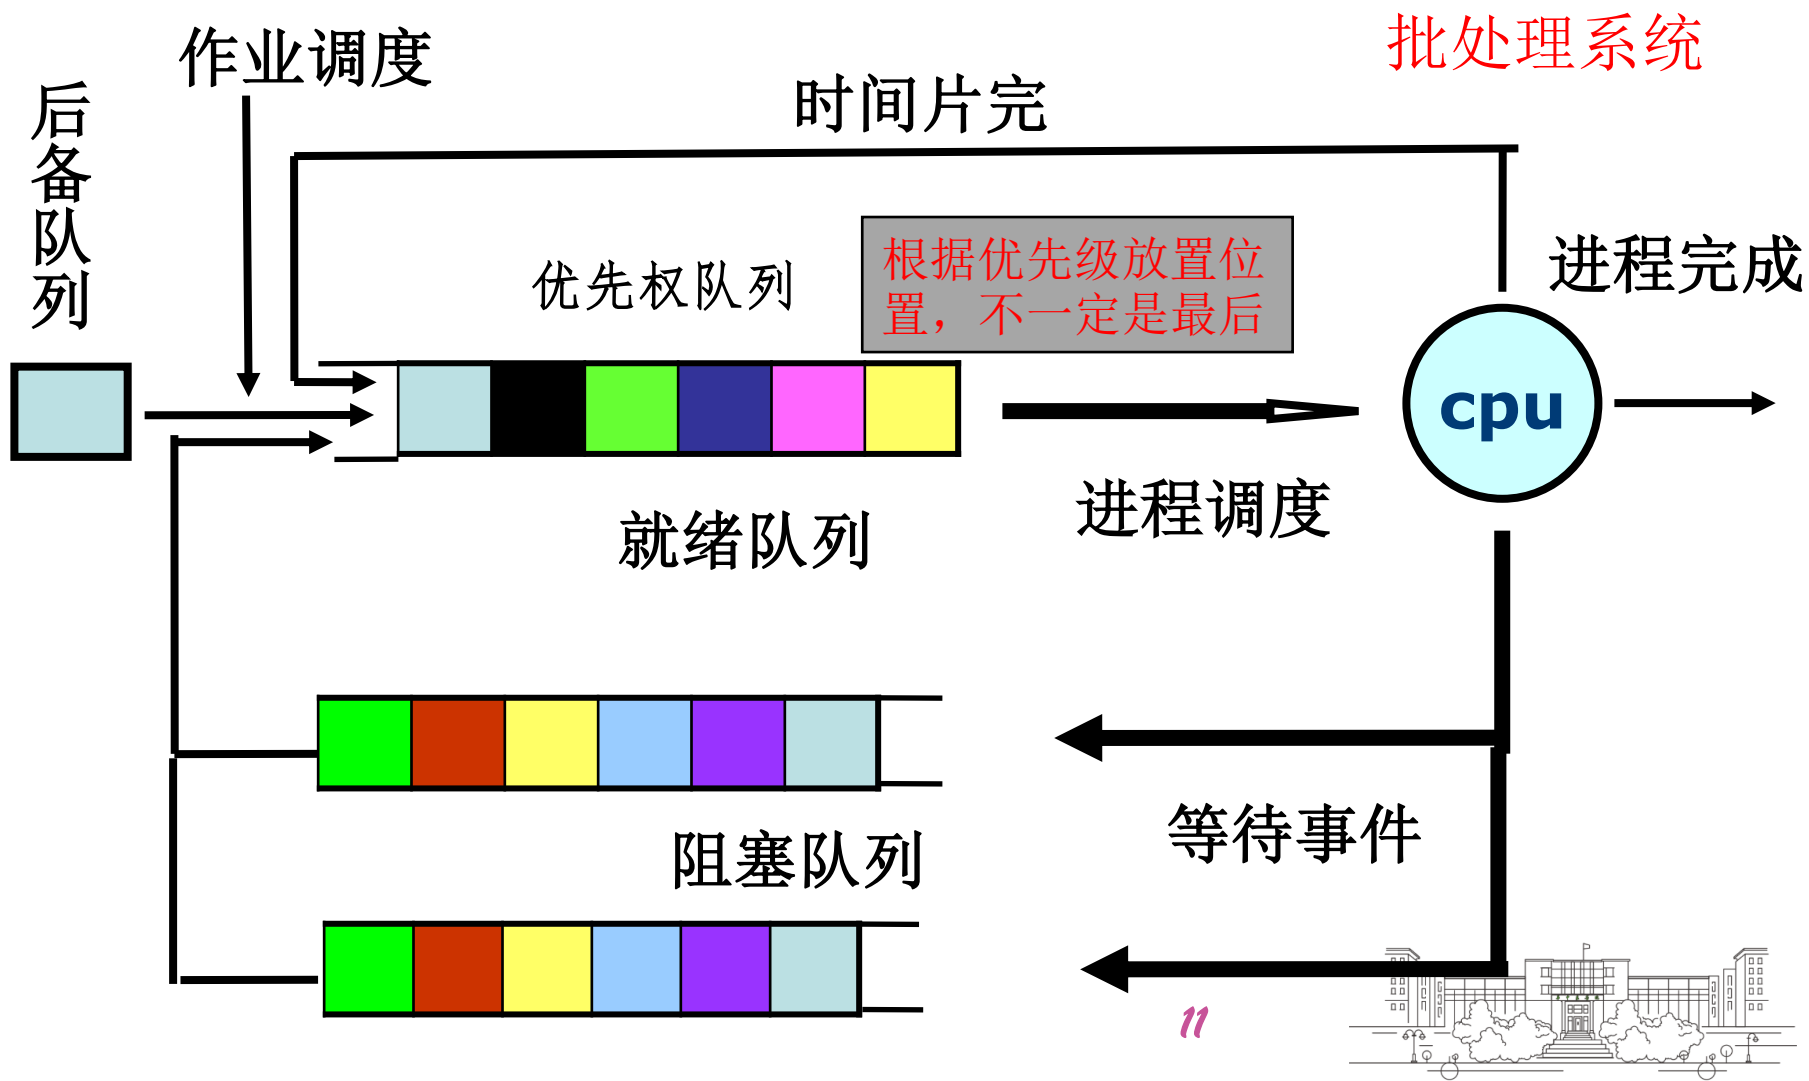 作业调度
批处理系统
时间片完
后备队列
优先权队列
根据优先级放置位
置，不一定是最后
进程完成
cpu
进程调度
就绪队列
等待事件
阻塞队列
11